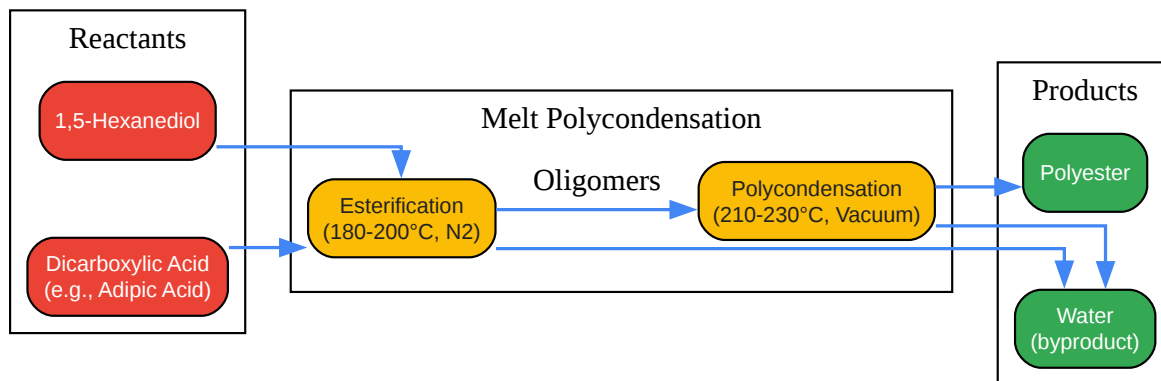 Reactants
1,5-Hexanediol
Dicarboxylic Acid
(e.g., Adipic Acid)
Melt Polycondensation
Esterification
(180-200°C, N2)
Oligomers
Polycondensation
(210-230°C, Vacuum)
Products
Polyester
Water
(byproduct)